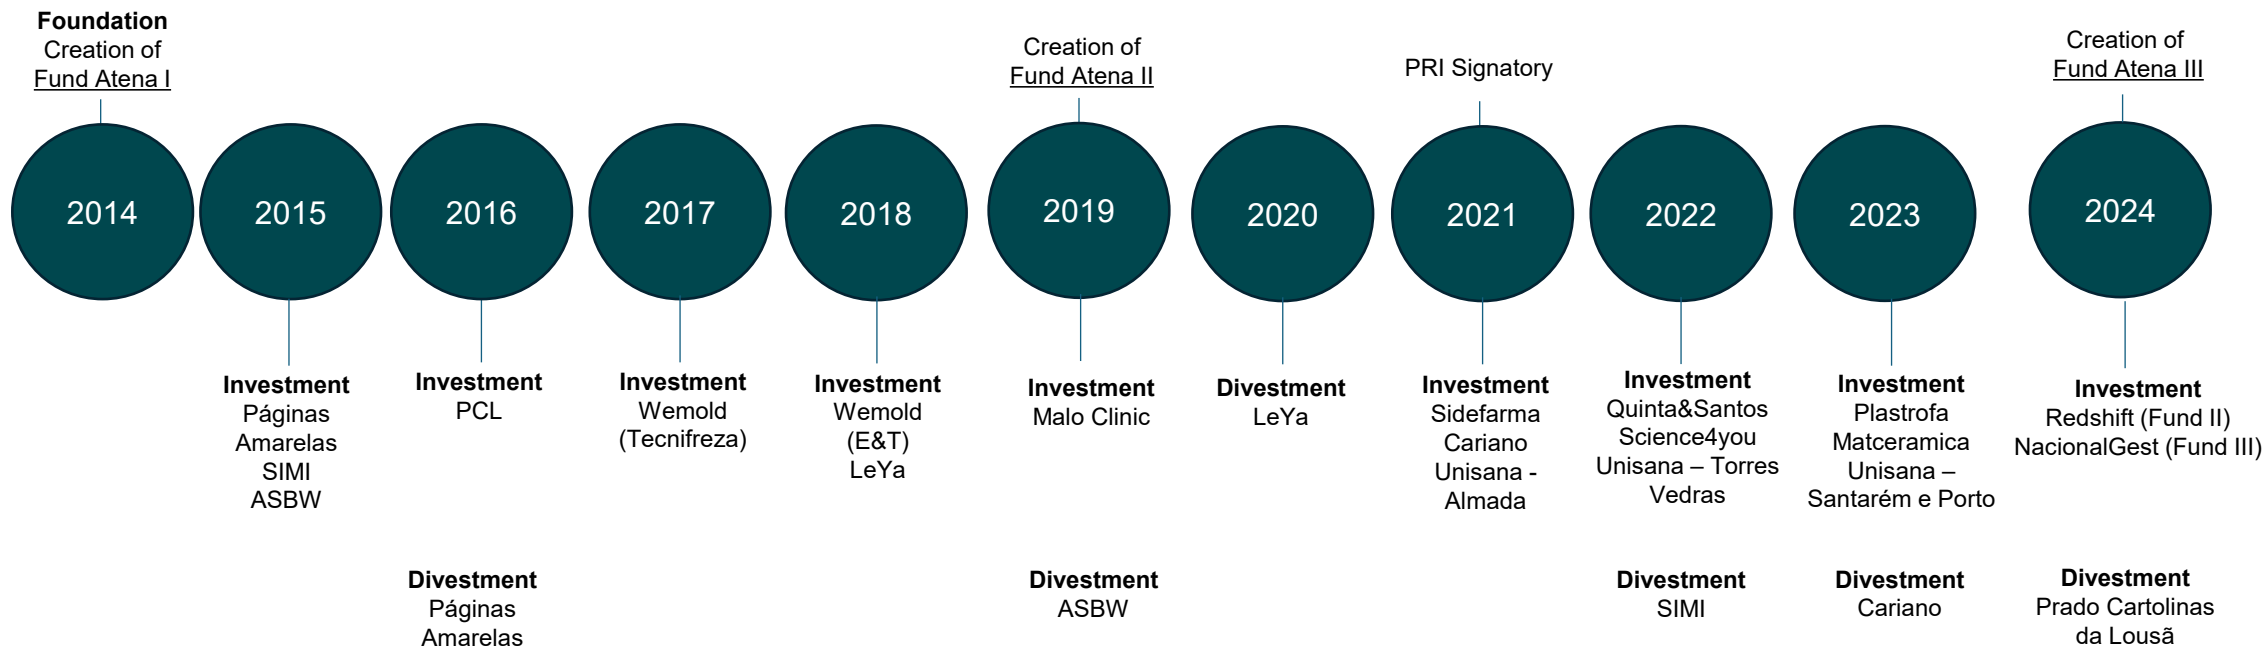 Foundation
Creation of
Fund Atena I
Creation of
Fund Atena II
PRI Signatory
Creation of
Fund Atena III
2014
2015
2016
2017
2018
2019
2020
2021
2022
2023
2024
Investment
Páginas
Amarelas
SIMI
ASBW
Investment
PCL
Investment
Wemold
(Tecnifreza)
Investment
Wemold
(E&T)
LeYa
Investment
Malo Clinic
Divestment
LeYa
Investment
Sidefarma
Cariano
Unisana -
Almada
Investment
Quinta&Santos
Science4you
Unisana – Torres
Vedras
Investment
Plastrofa
Matceramica
Unisana –
Santarém e Porto
Investment
Redshift (Fund II)
NacionalGest (Fund III)
Divestment
Páginas
Amarelas
Divestment
ASBW
Divestment
SIMI
Divestment
Cariano
Divestment
Prado Cartolinas
da Lousã